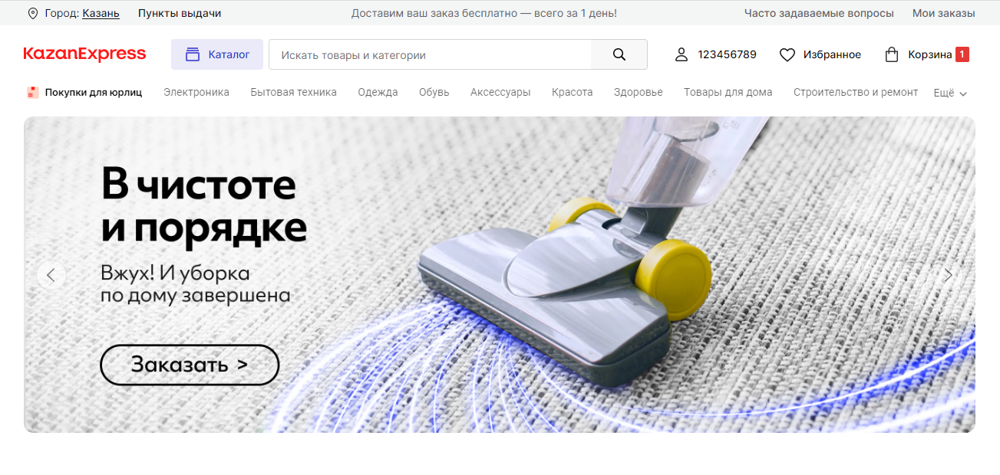 Город: Казань Пункты выдачи Доставим ваш заказ бесплатно — всего за 1 день! Часто задаваемые вопросы Мои заказы
KazanExpress Каталог Искать товары и категории 123456789 Избранное Корзина 1
Покупки для юрлиц Электроника Бытовая техника Одежда Обувь Аксессуары Красота Здоровье Товары для дома Строительство и ремонт Ещё
В чистоте
и порядке
Вжух! И уборка
по дому завершена
Заказать >